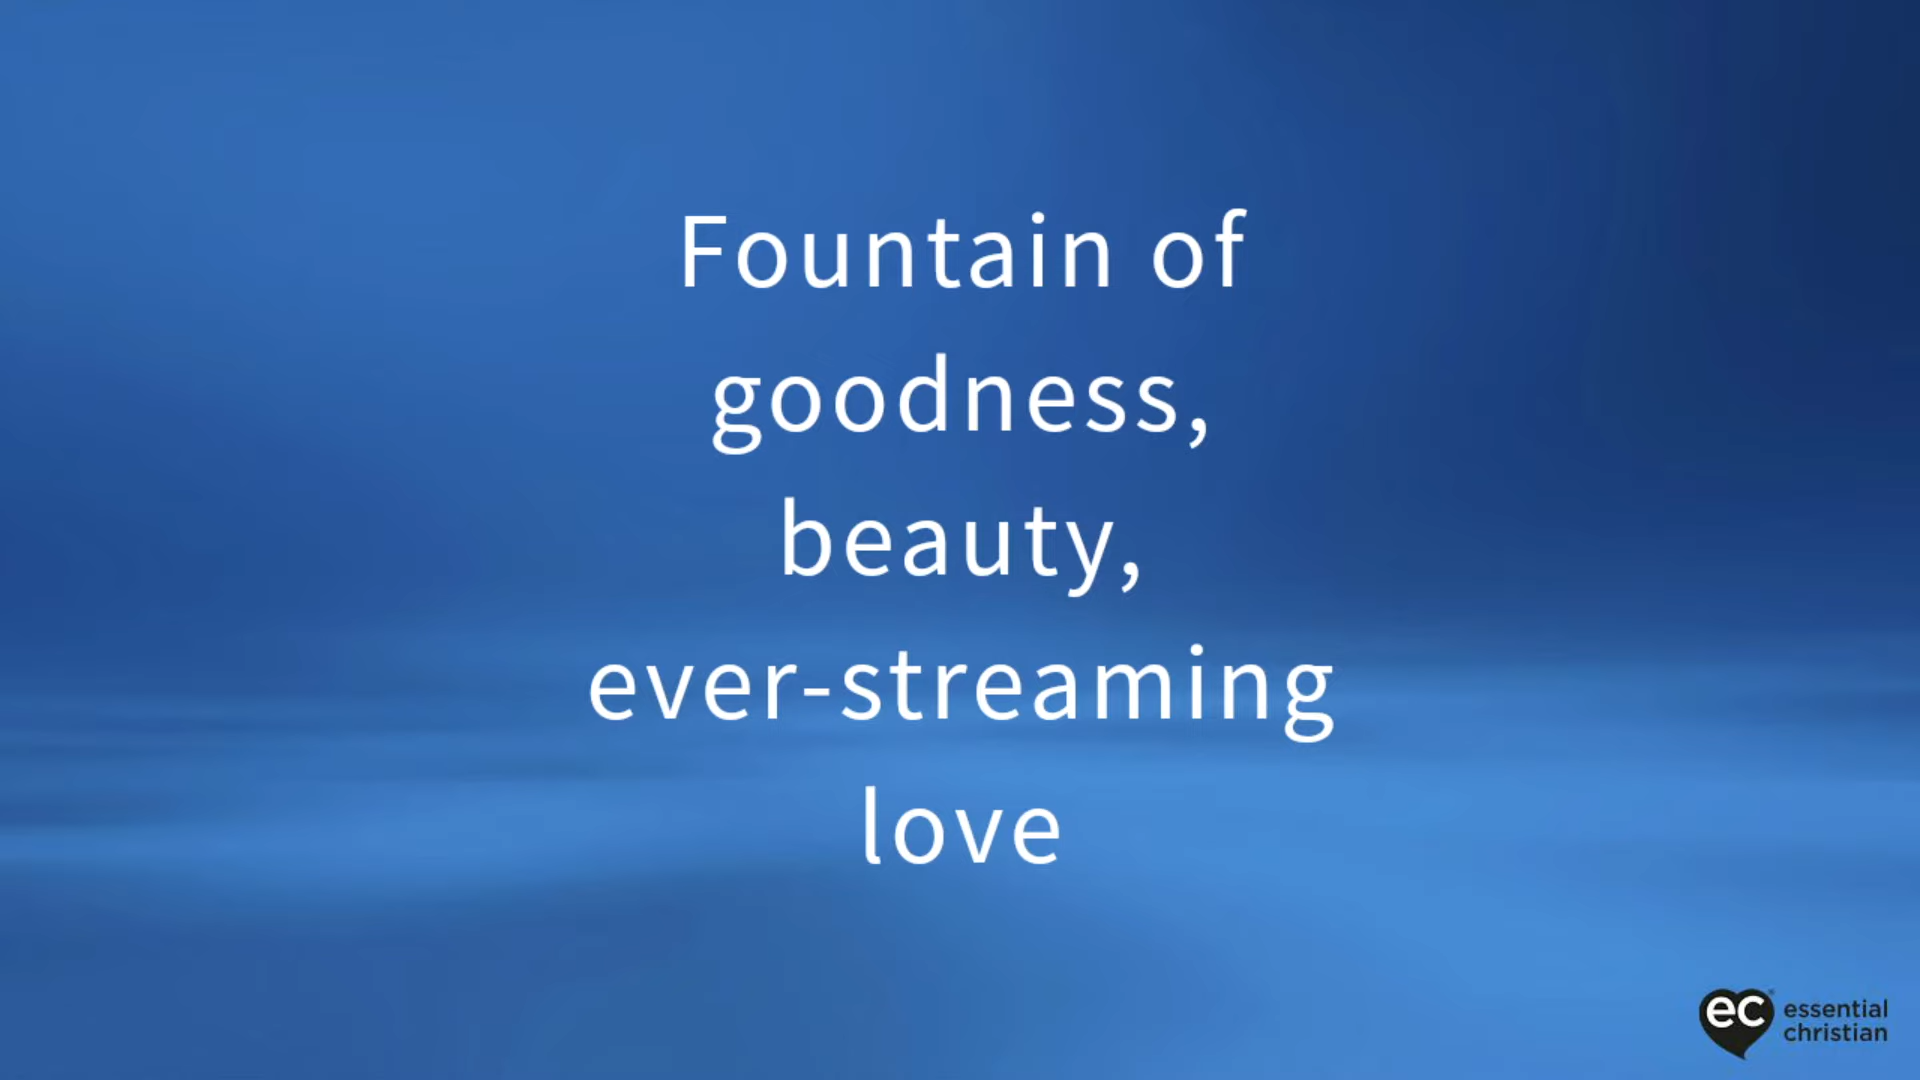 Fountain of
goodness,
beauty,
ever-streaming
love
ec
essential
christian